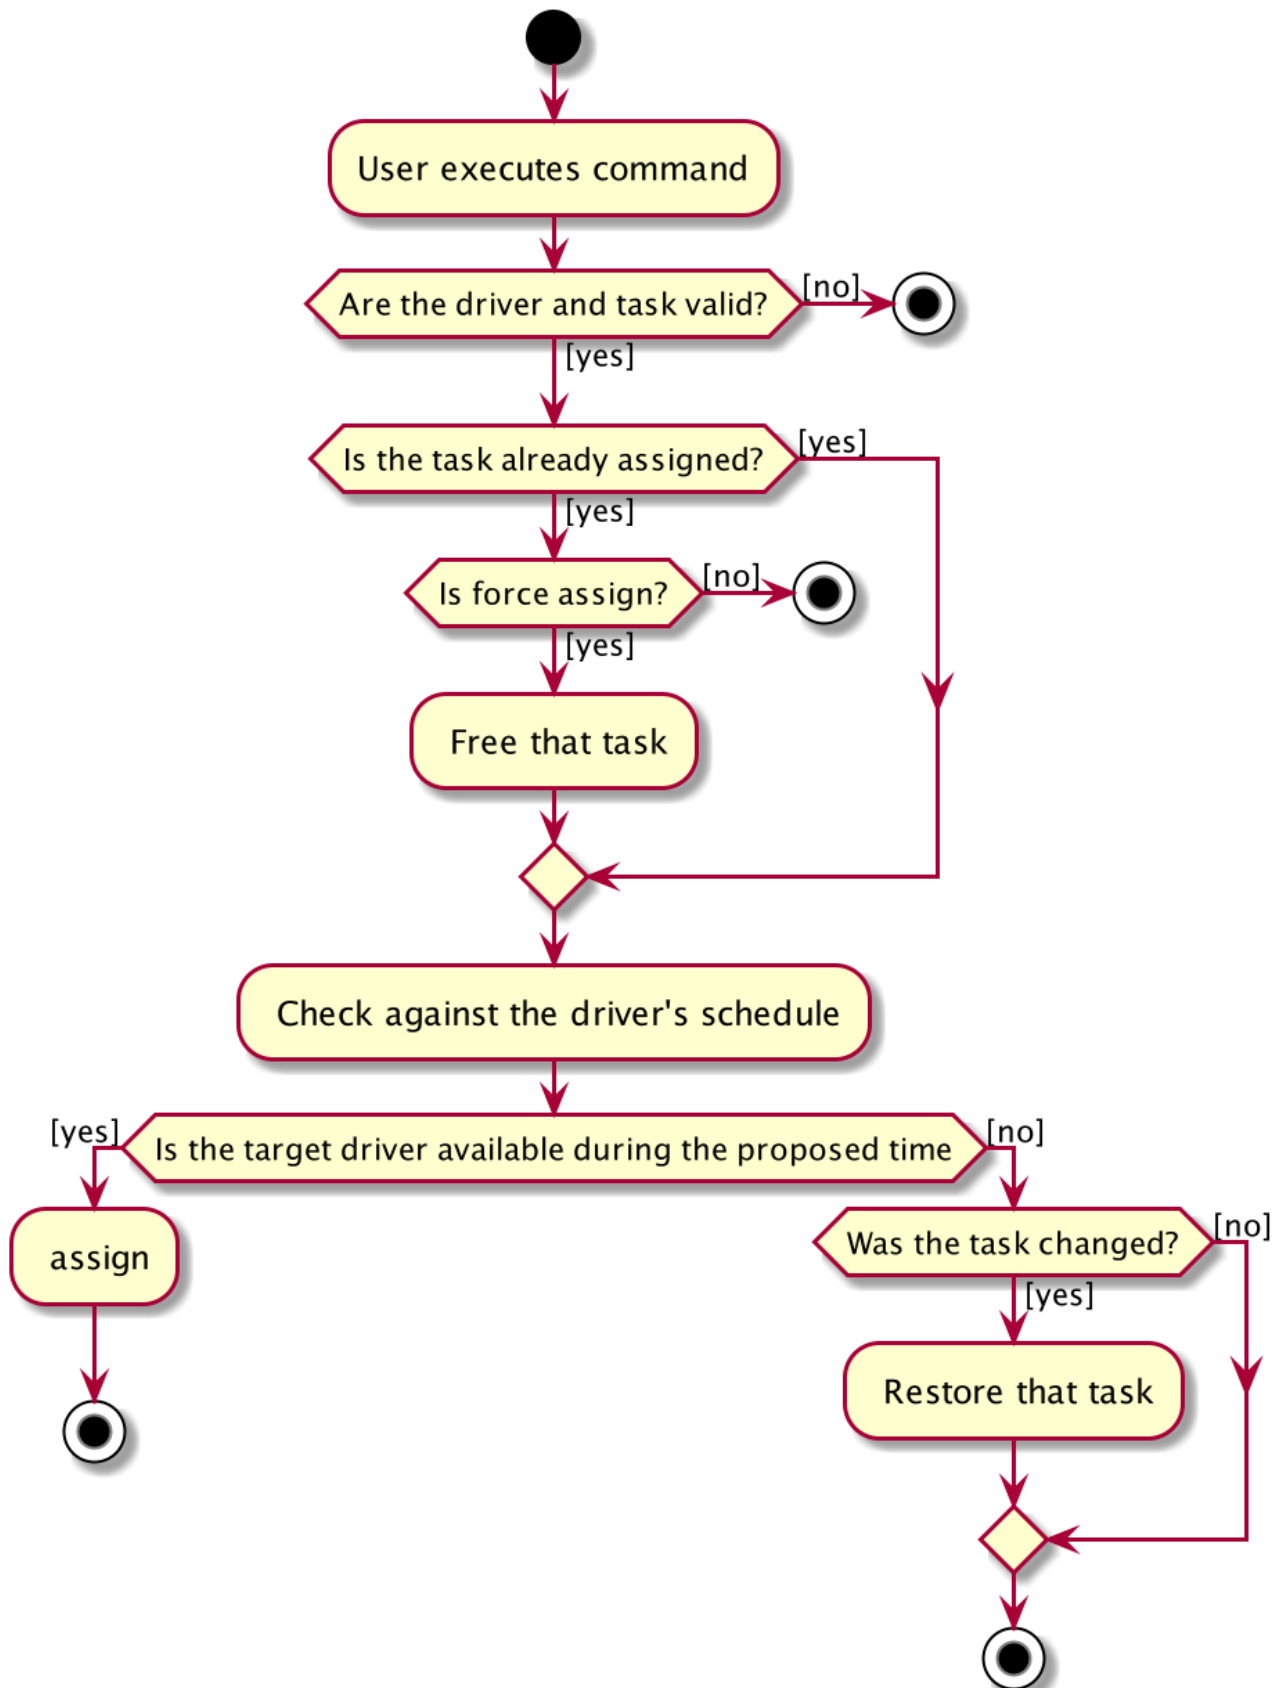 User executes command
Are the driver and task valid?
[no]
[yes]
Is the task already assigned?
[yes]
[yes]
Is force assign?
[no]
[yes]
Free that task
Check against the driver's schedule
[yes]
Is the target driver available during the proposed time
[no]
assign
Was the task changed?
[no]
[yes]
Restore that task